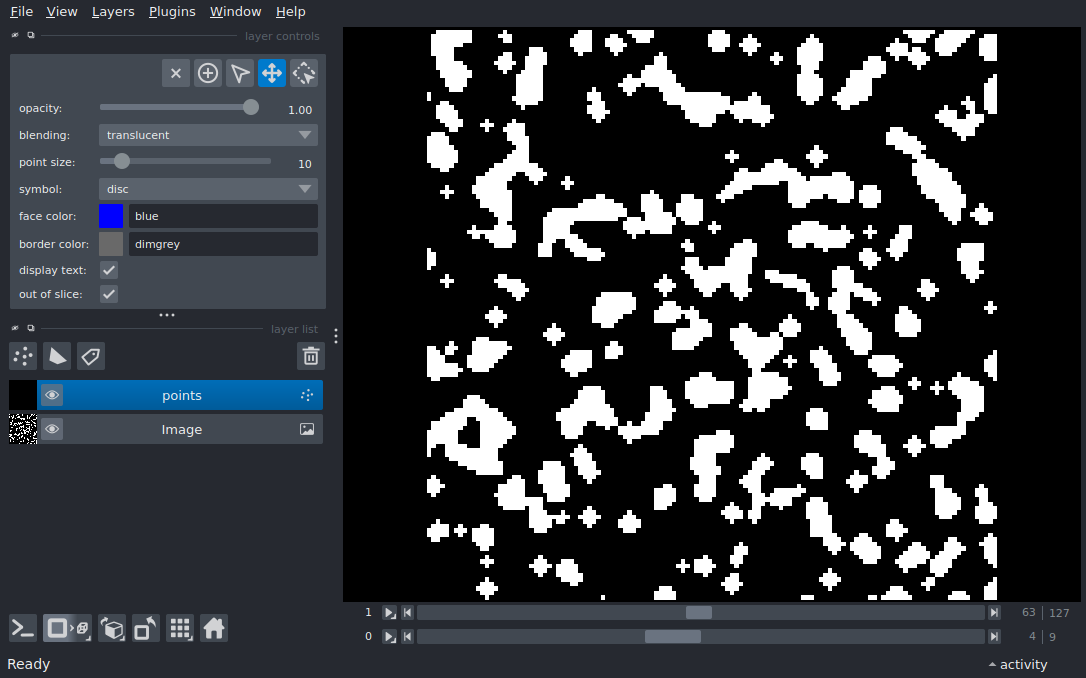 File View Layers Plugins Window Help
layer controls
opacity: 1.00
blending: translucent
point size: 10
symbol: disc
face color: blue
border color: dimgrey
display text:
out of slice:
layer list
points
Image
1 63 127
0 4 9
Ready activity